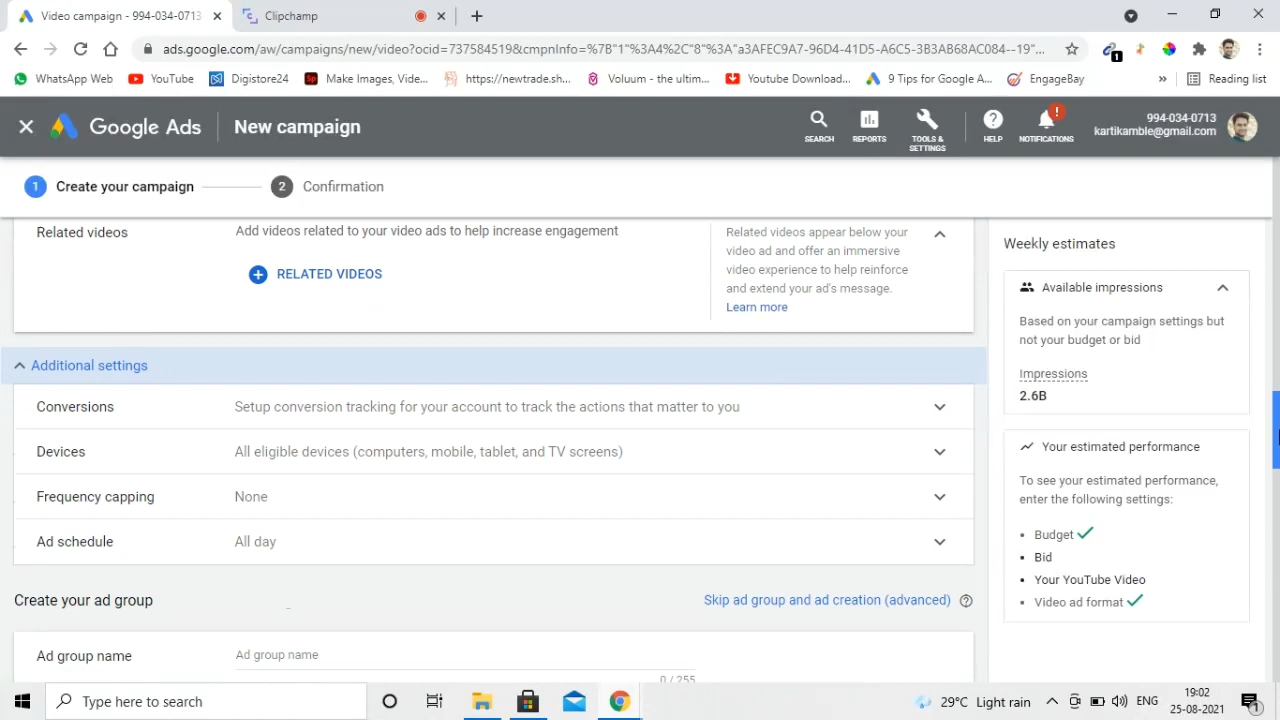 Video campaign - 994-034-0713
Clipchamp
ads.google.com/aw/campaigns/new/video?ocid=737584519&cmpnInfo=%7B"1"%3A4%2C"8"%3A"a3AFEC9A7-96D4-41D5-A6C5-3B3AB68AC084--19"...
1
WhatsApp Web
YouTube
Digistore24
Make Images, Vide...
https://newtrade.sh...
Voluum - the ultim...
Youtube Download...
9 Tips for Google A...
EngageBay
»
Reading list
Google Ads
New campaign
SEARCH
REPORTS
TOOLS & SETTINGS
HELP
NOTIFICATIONS
994-034-0713
kartikamble@gmail.com
1 Create your campaign
2 Confirmation
Related videos
Add videos related to your video ads to help increase engagement
RELATED VIDEOS
Related videos appear below your
video ad and offer an immersive
video experience to help reinforce
and extend your ad's message.
Learn more
Additional settings
Conversions
Setup conversion tracking for your account to track the actions that matter to you
Devices
All eligible devices (computers, mobile, tablet, and TV screens)
Frequency capping
None
Ad schedule
All day
Create your ad group
Skip ad group and ad creation (advanced)
Ad group name
Ad group name
0 / 255
Weekly estimates
Available impressions
Based on your campaign settings but
not your budget or bid
Impressions
2.6B
Your estimated performance
To see your estimated performance,
enter the following settings:
• Budget
• Bid
• Your YouTube Video
• Video ad format
Type here to search
29°C Light rain
ENG
19:02
25-08-2021
1